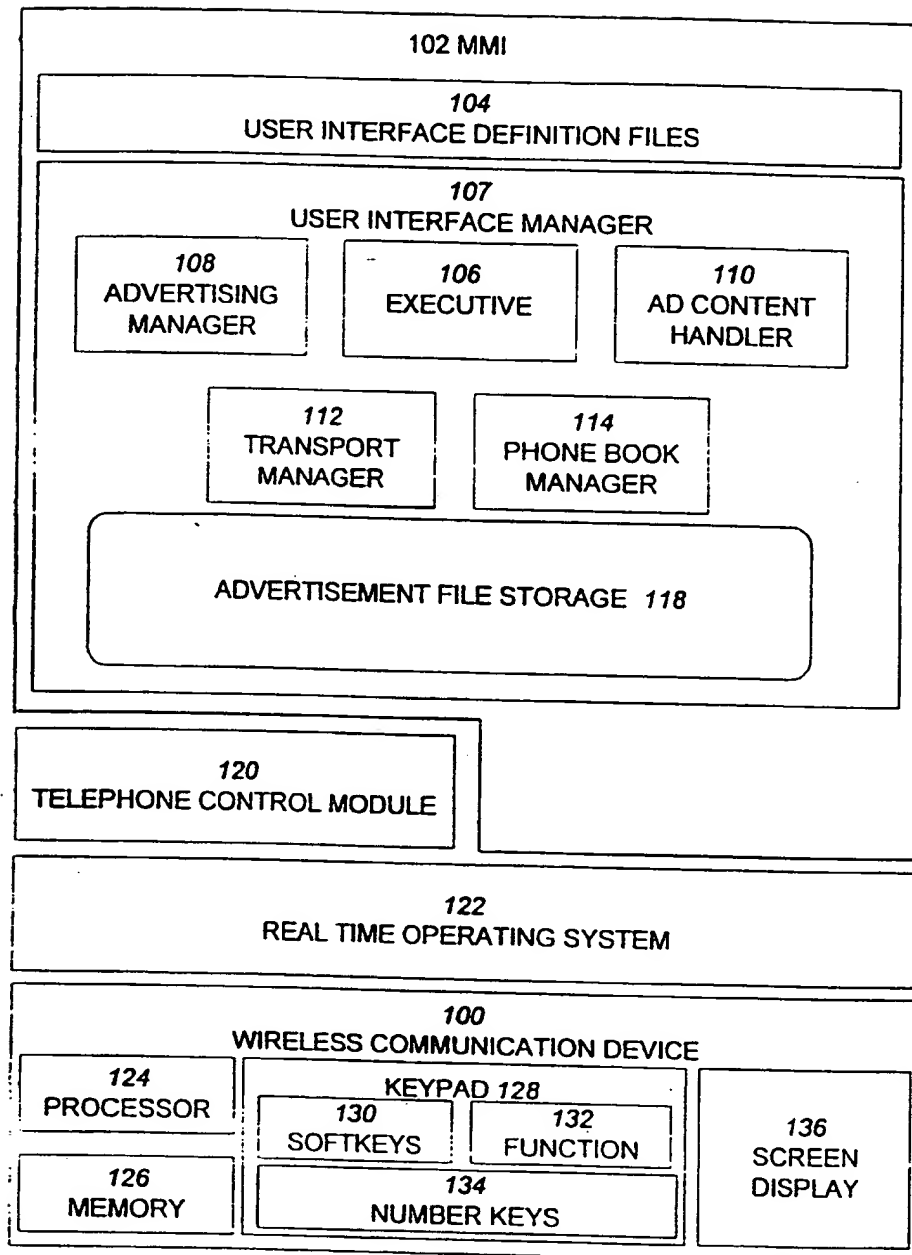 102 MMI
104
USER INTERFACE DEFINITION FILES
107
USER INTERFACE MANAGER
108
ADVERTISING
MANAGER
106
EXECUTIVE
110
AD CONTENT
HANDLER
112
TRANSPORT
MANAGER
114
PHONE BOOK
MANAGER
ADVERTISEMENT FILE STORAGE 118
120
TELEPHONE CONTROL MODULE
122
REAL TIME OPERATING SYSTEM
100
WIRELESS COMMUNICATION DEVICE
124
PROCESSOR
126
MEMORY
KEYPAD 128
130
SOFTKEYS
132
FUNCTION
134
NUMBER KEYS
136
SCREEN
DISPLAY